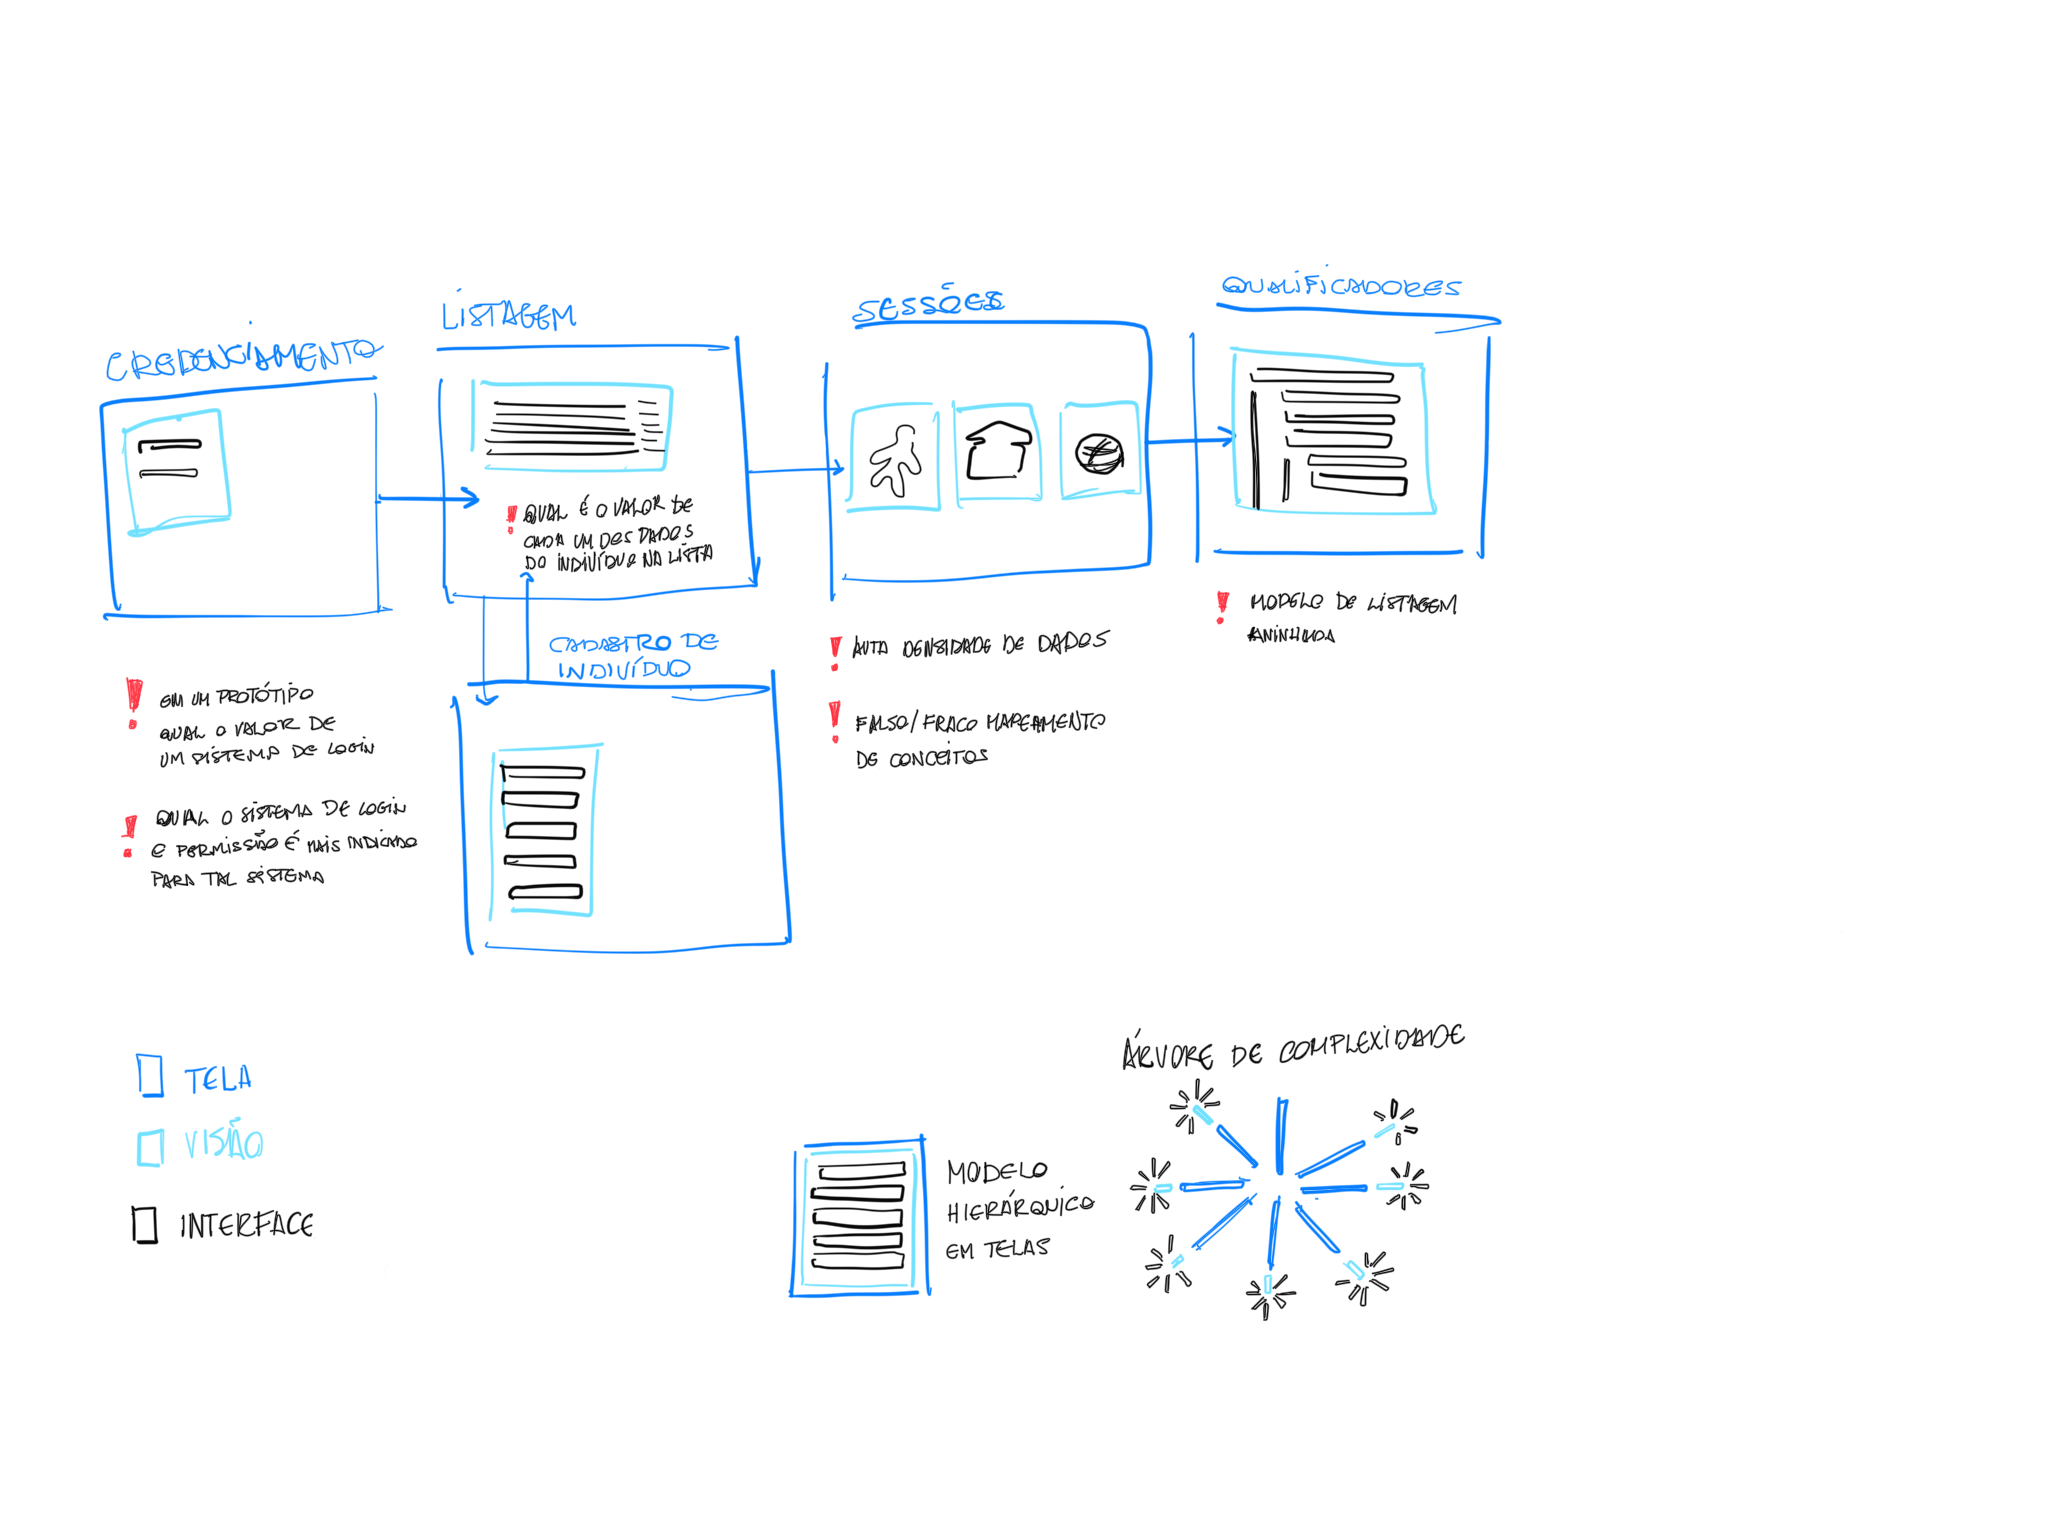 CREDENCIAMENTO
! EM UM PROTÓTIPO
QUAL O VALOR DE
UM SISTEMA DE LOGIN
! QUAL O SISTEMA DE LOGIN
E PERMISSÃO É MAIS INDICADO
PARA TAL SISTEMA
LISTAGEM
! QUAL É O VALOR DE
CADA UM DES DADOS
DO INDIVÍDUO NA LISTA
CADASTRO DE
INDIVÍDUO
SESSÕES
! AUTA DENSIDADE DE DADOS
! FALSO/FRACO MAPEAMENTO
DE CONCEITOS
QUALIFICADORES
! MODELO DE LISTAGEM
ANINHADA
TELA
VISÃO
INTERFACE
MODELO
HIERÁRQUICO
EM TELAS
ÁRVORE DE COMPLEXIDADE